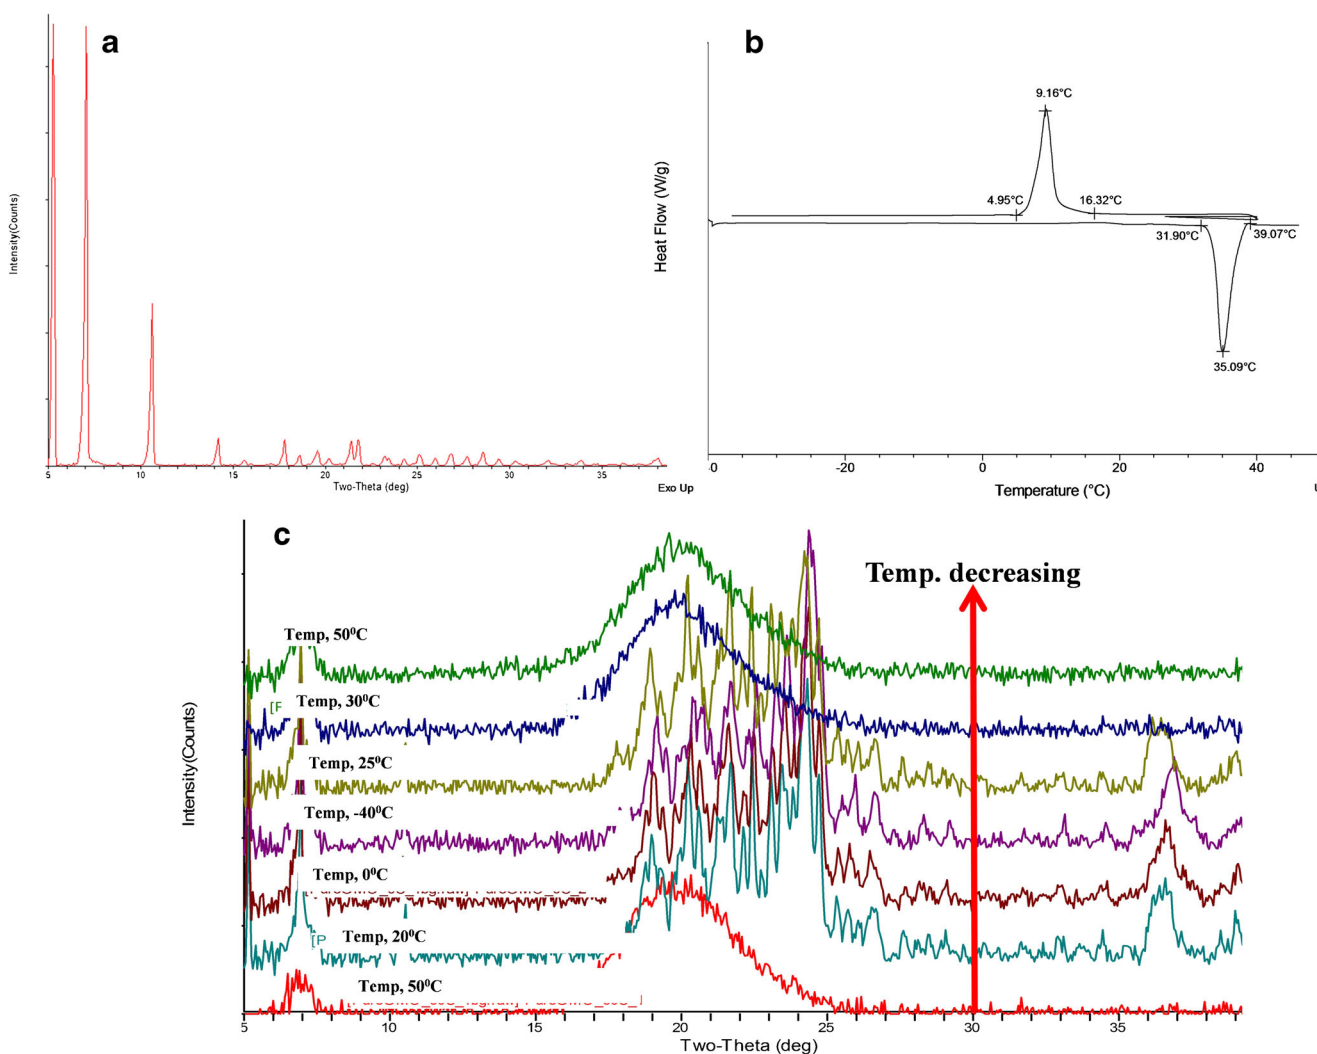 a
Intensity(Counts)
5
10
15
20
25
30
35
Two-Theta (deg)
Exo Up
b
Heat Flow (W/g)
9.16°C
4.95°C
16.32°C
31.90°C
39.07°C
35.09°C
-20
0
20
40
Temperature (°C)
c
Temp. decreasing
Intensity(Counts)
Temp, 50⁰C
[F
Temp, 30⁰C
Temp, 25⁰C
Temp, -40⁰C
Temp, 0⁰C
Temp, 20⁰C
[P
Temp, 50⁰C
5
10
15
20
25
30
35
Two-Theta (deg)